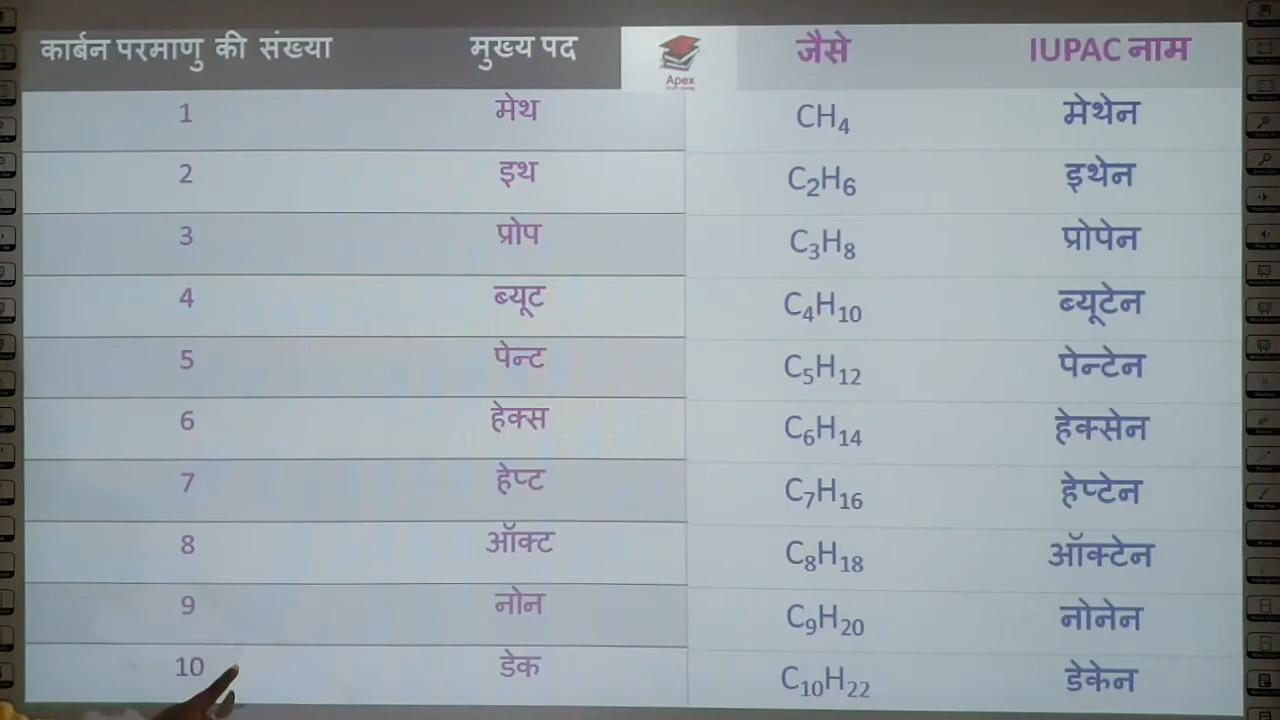 कार्बन परमाणु की संख्या मुख्य पद Apex जैसे IUPAC नाम
1 मेथ CH₄ मेथेन
2 इथ C₂H₆ इथेन
3 प्रोप C₃H₈ प्रोपेन
4 ब्यूट C₄H₁₀ ब्यूटेन
5 पेन्ट C₅H₁₂ पेन्टेन
6 हेक्स C₆H₁₄ हेक्सेन
7 हेप्ट C₇H₁₆ हेप्टेन
8 ऑक्ट C₈H₁₈ ऑक्टेन
9 नोन C₉H₂₀ नोनेन
10 डेक C₁₀H₂₂ डेकेन